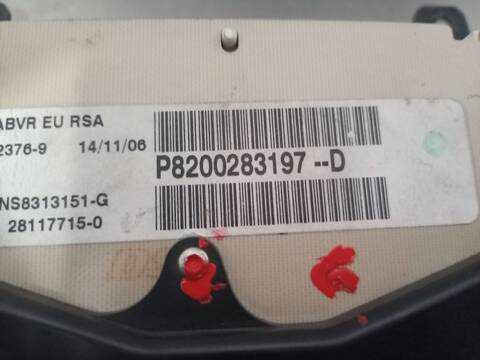 ABVR EU RSA
2376-9 14/11/06
P8200283197--D
NS8313151-G
28117715-0